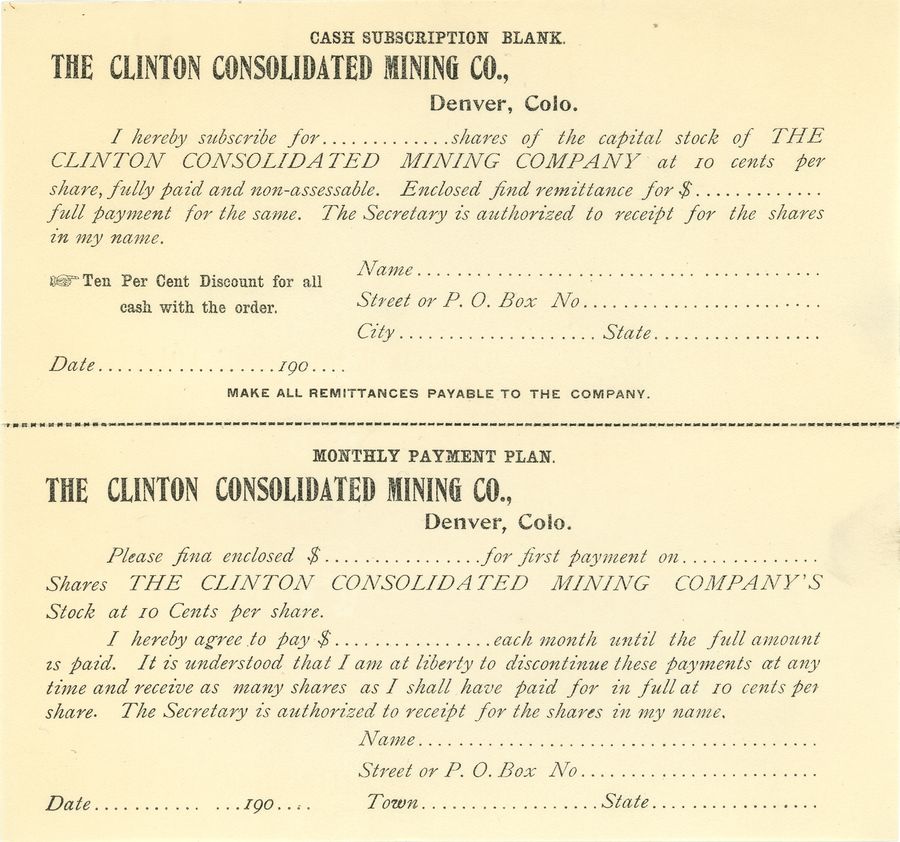 CASH SUBSCRIPTION BLANK.
THE CLINTON CONSOLIDATED MINING CO.,
Denver, Colo.
I hereby subscribe for.............shares of the capital stock of THE
CLINTON CONSOLIDATED MINING COMPANY at 10 cents per
share, fully paid and non-assessable. Enclosed find remittance for $.............
full payment for the same. The Secretary is authorized to receipt for the shares
in my name.
☞ Ten Per Cent Discount for all
cash with the order.
Name.......................................
Street or P. O. Box No........................
City....................State.................
Date..................190....
MAKE ALL REMITTANCES PAYABLE TO THE COMPANY.
MONTHLY PAYMENT PLAN.
THE CLINTON CONSOLIDATED MINING CO.,
Denver, Colo.
Please find enclosed $................for first payment on..............
Shares THE CLINTON CONSOLIDATED MINING COMPANY'S
Stock at 10 Cents per share.
I hereby agree to pay $................each month until the full amount
is paid. It is understood that I am at liberty to discontinue these payments at any
time and receive as many shares as I shall have paid for in full at 10 cents per
share. The Secretary is authorized to receipt for the shares in my name.
Name........................................
Street or P. O. Box No........................
Date........... ...190.... Town..................State.................